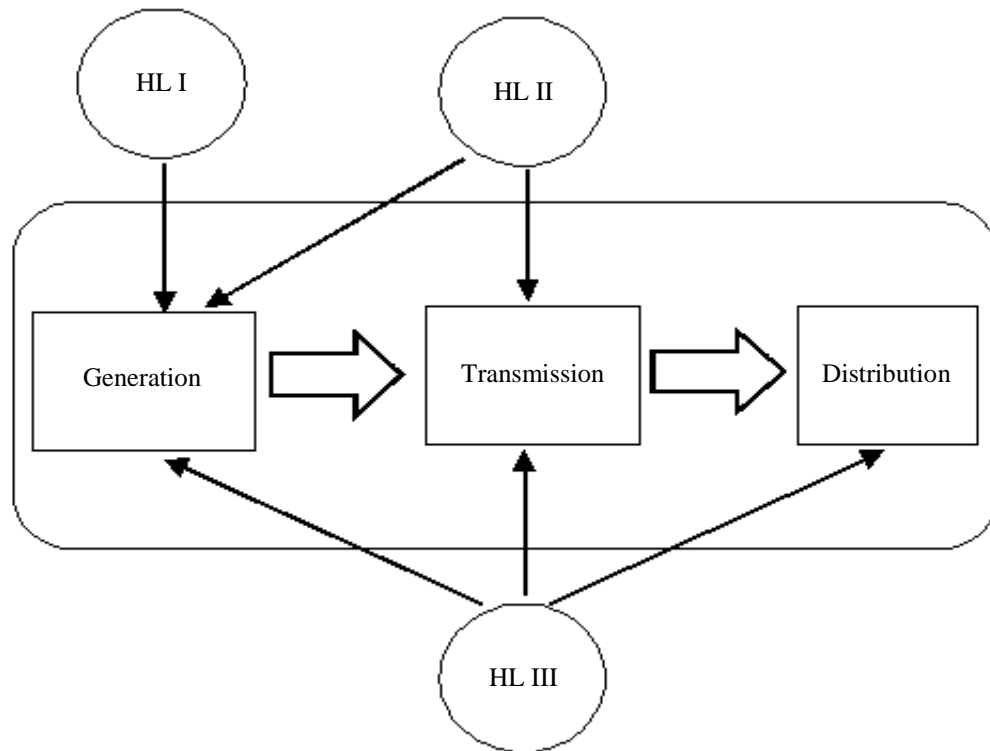 HL I
HL II
Generation
Transmission
Distribution
HL III